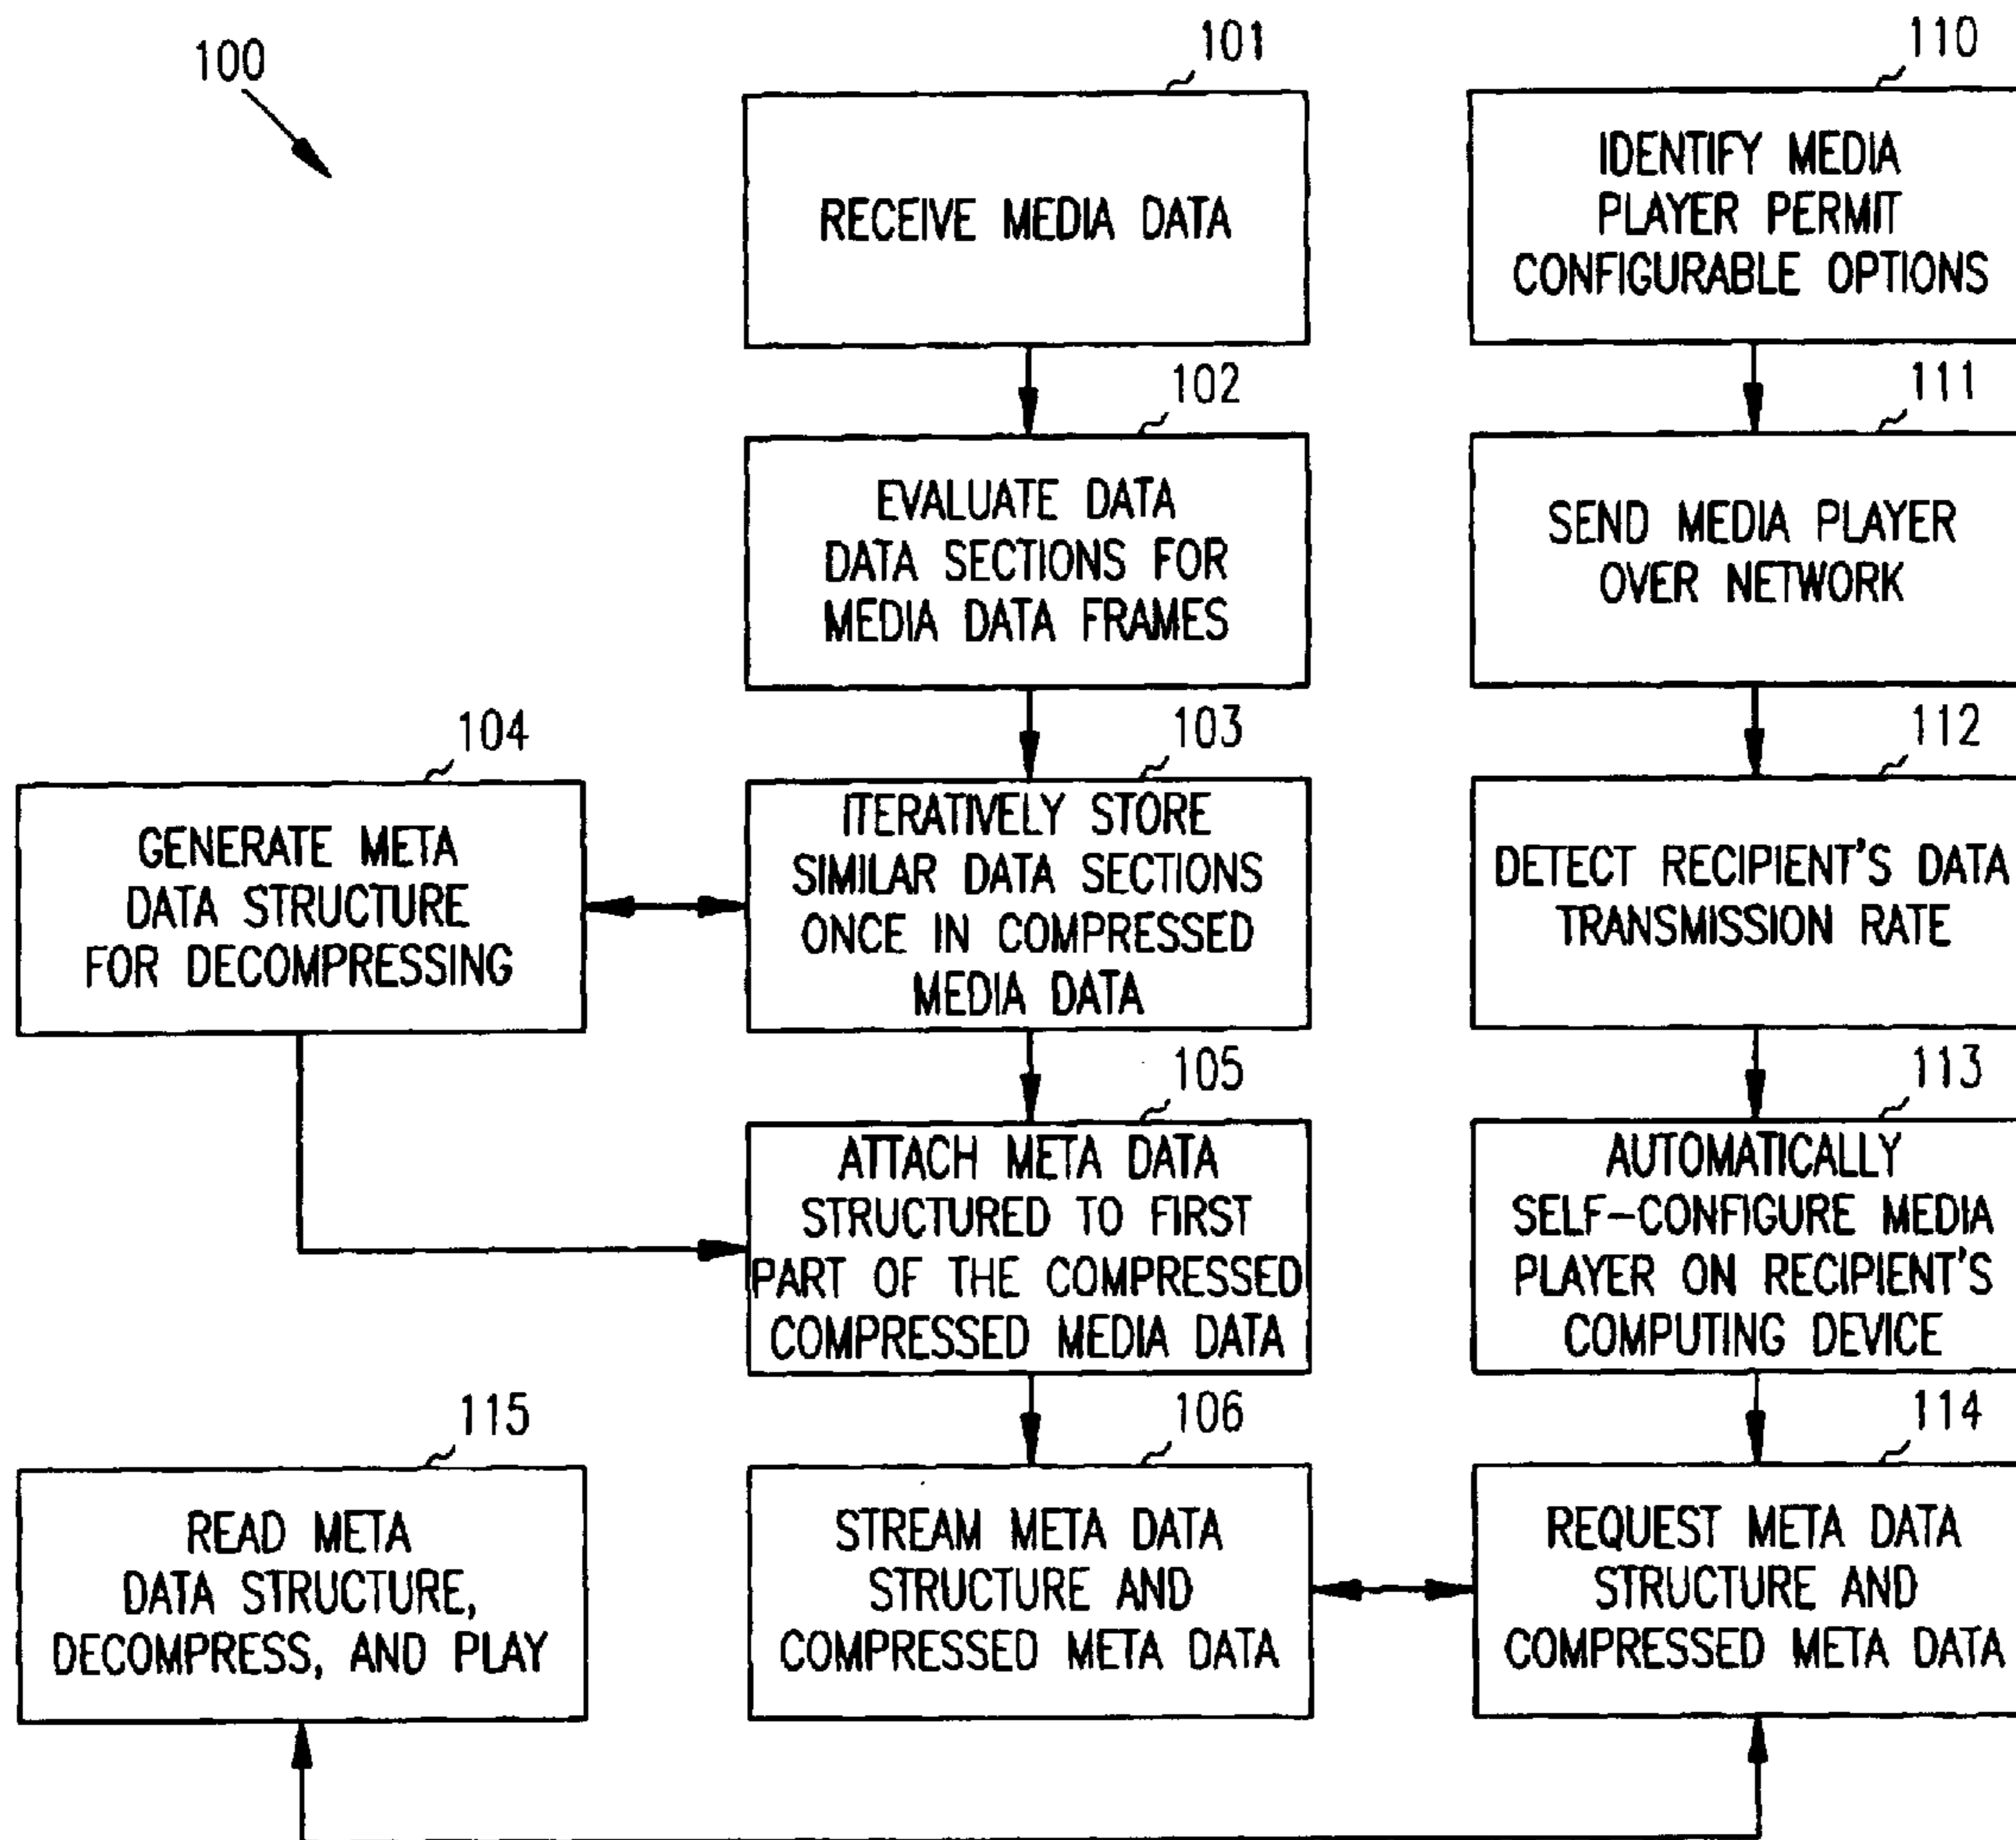 100
101
RECEIVE MEDIA DATA
102
EVALUATE DATA
DATA SECTIONS FOR
MEDIA DATA FRAMES
103
ITERATIVELY STORE
SIMILAR DATA SECTIONS
ONCE IN COMPRESSED
MEDIA DATA
104
GENERATE META
DATA STRUCTURE
FOR DECOMPRESSING
105
ATTACH META DATA
STRUCTURED TO FIRST
PART OF THE COMPRESSED
COMPRESSED MEDIA DATA
106
STREAM META DATA
STRUCTURE AND
COMPRESSED META DATA
110
IDENTIFY MEDIA
PLAYER PERMIT
CONFIGURABLE OPTIONS
111
SEND MEDIA PLAYER
OVER NETWORK
112
DETECT RECIPIENT'S DATA
TRANSMISSION RATE
113
AUTOMATICALLY
SELF-CONFIGURE MEDIA
PLAYER ON RECIPIENT'S
COMPUTING DEVICE
114
REQUEST META DATA
STRUCTURE AND
COMPRESSED META DATA
115
READ META
DATA STRUCTURE,
DECOMPRESS, AND PLAY